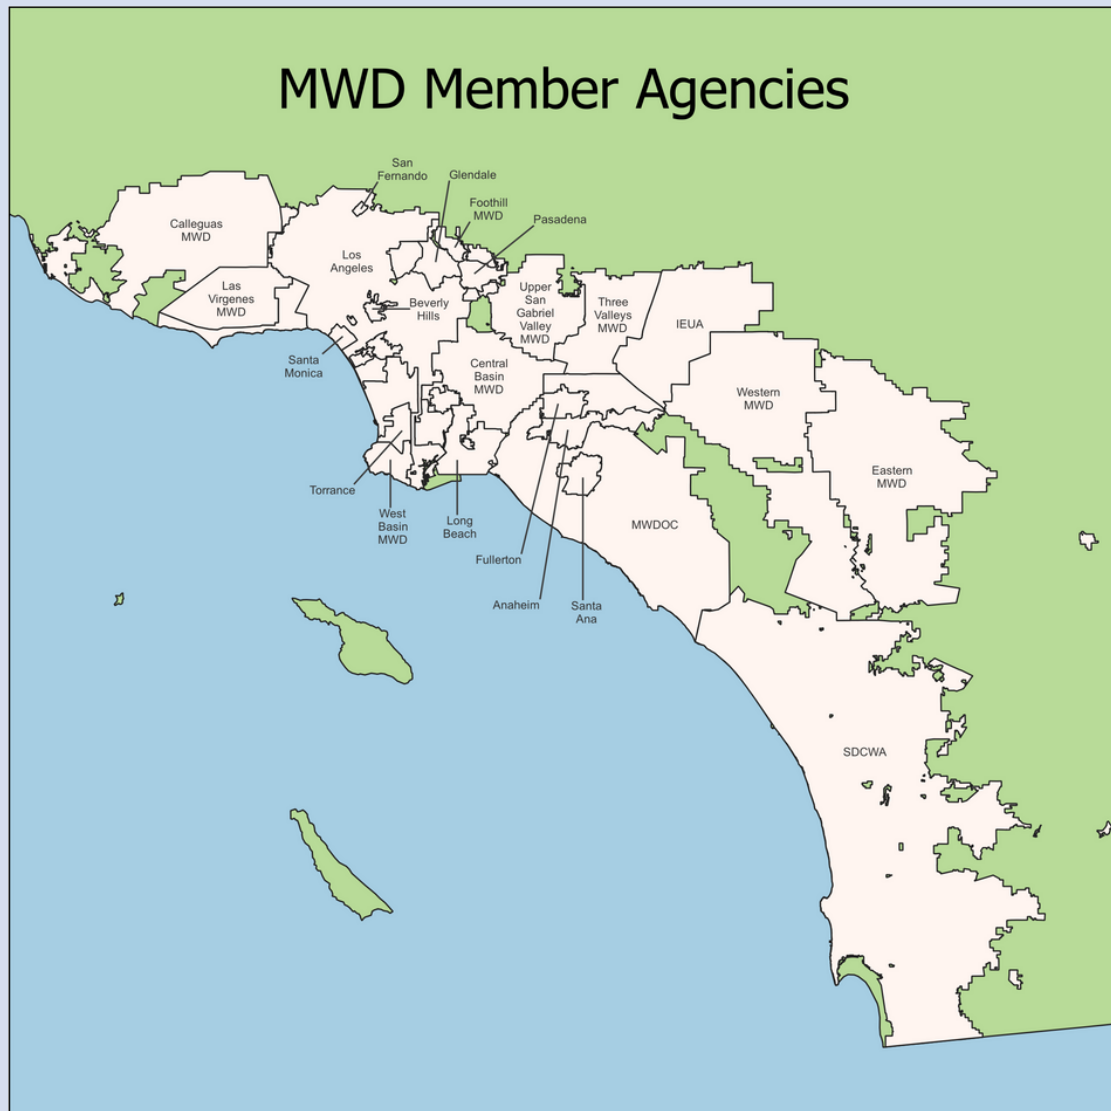 MWD Member Agencies
San
Fernando
Glendale
Foothill
MWD
Pasadena
Calleguas
MWD
Los
Angeles
Las
Virgenes
MWD
Beverly
Hills
Upper
San
Gabriel
Valley
MWD
Three
Valleys
MWD
IEUA
Santa
Monica
Central
Basin
MWD
Western
MWD
Eastern
MWD
Torrance
West
Basin
MWD
Long
Beach
MWDOC
Fullerton
Anaheim
Santa
Ana
SDCWA